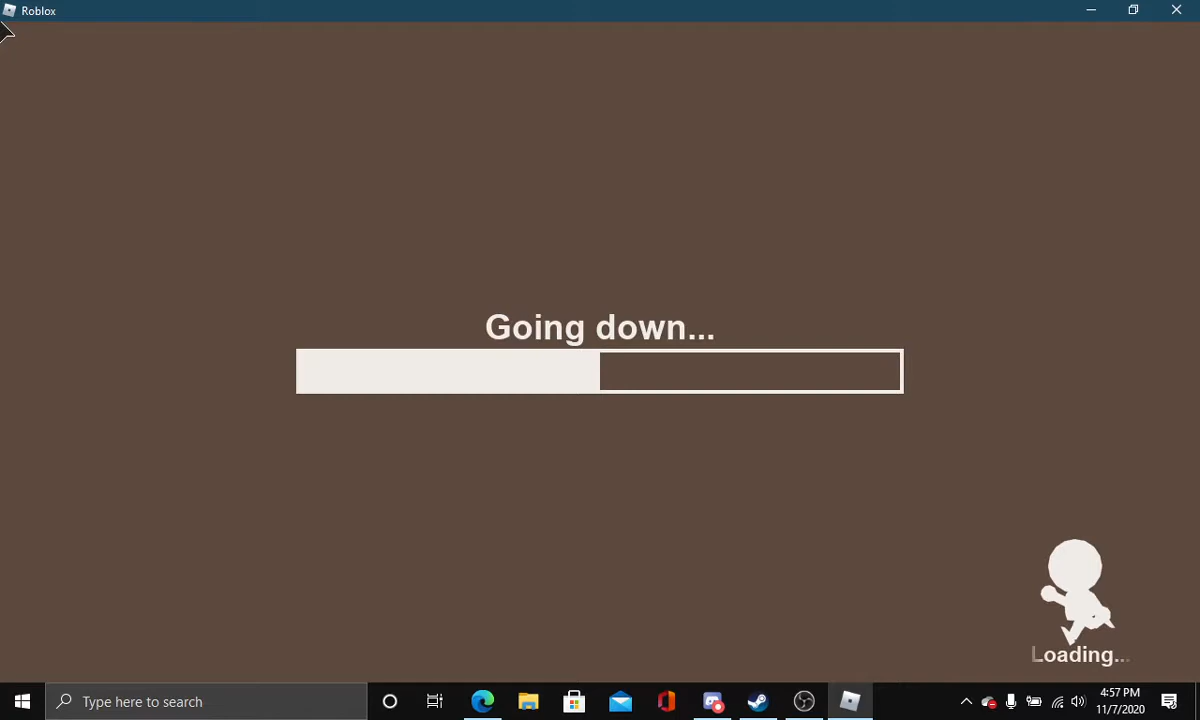 Roblox
Going down...
Loading...
Type here to search
4:57 PM
11/7/2020